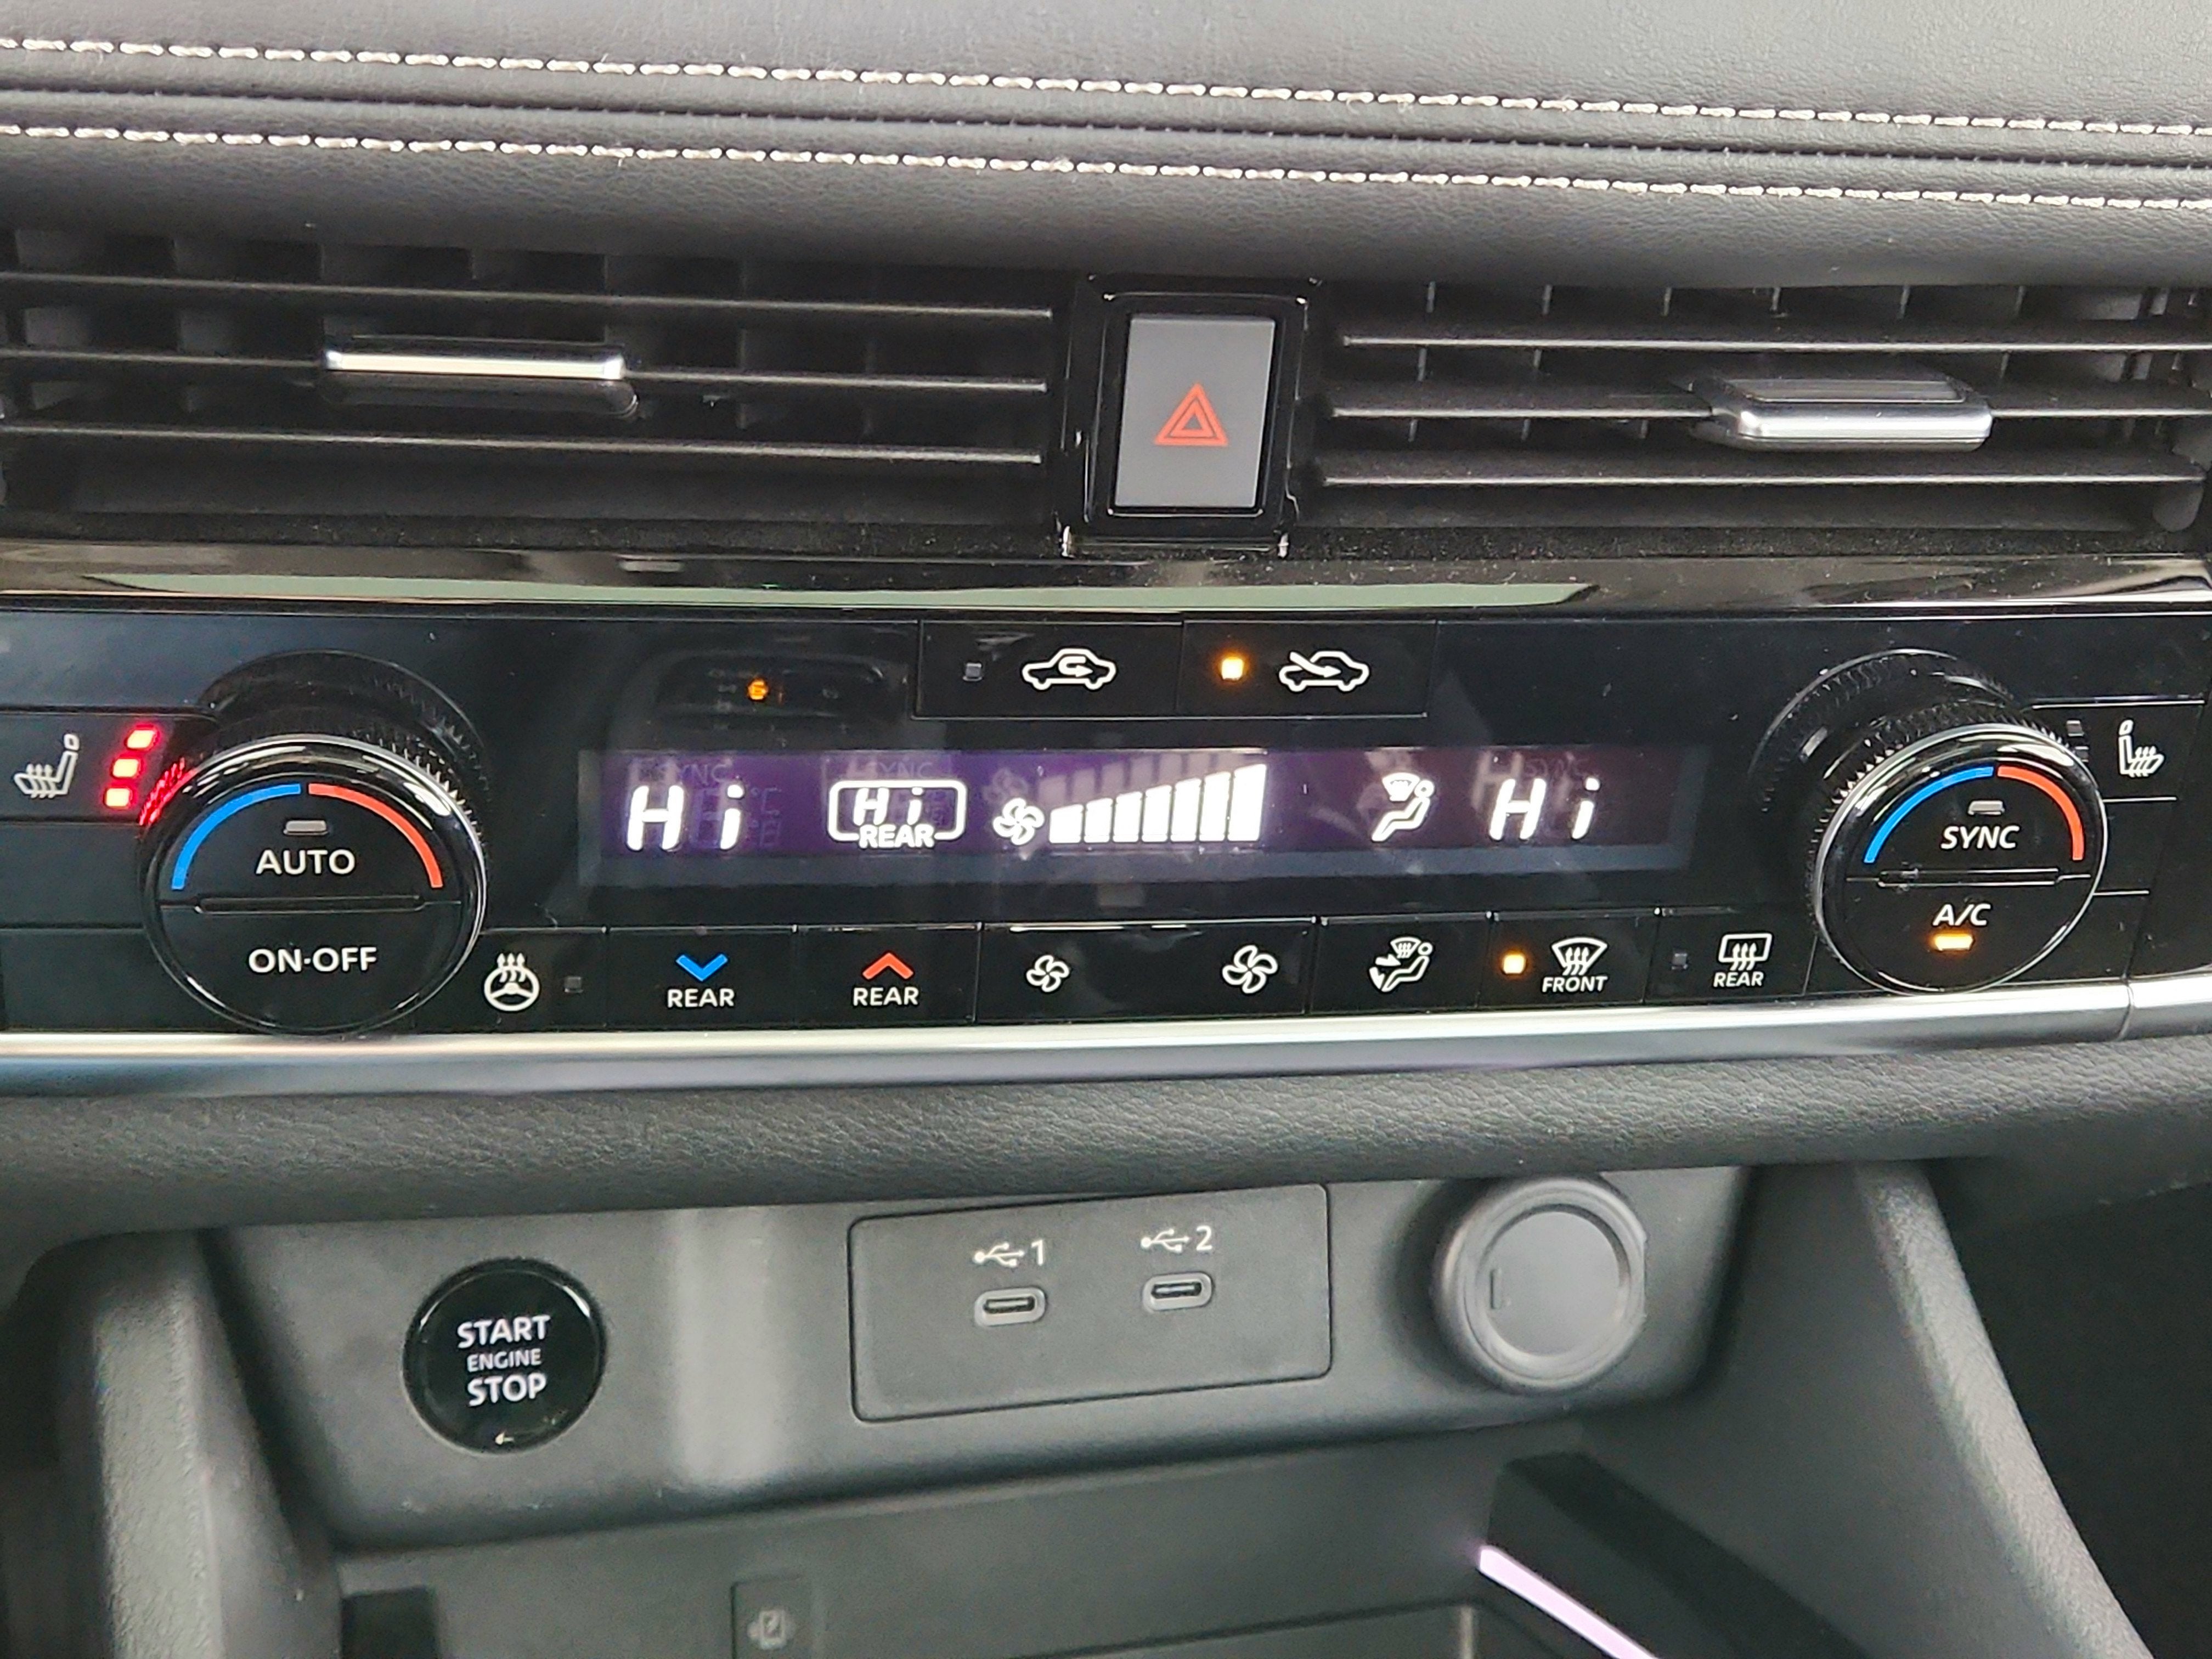 Hi
Hi
REAR
Hi
AUTO
ON·OFF
SYNC
A/C
REAR
REAR
FRONT
REAR
1
2
START
ENGINE
STOP